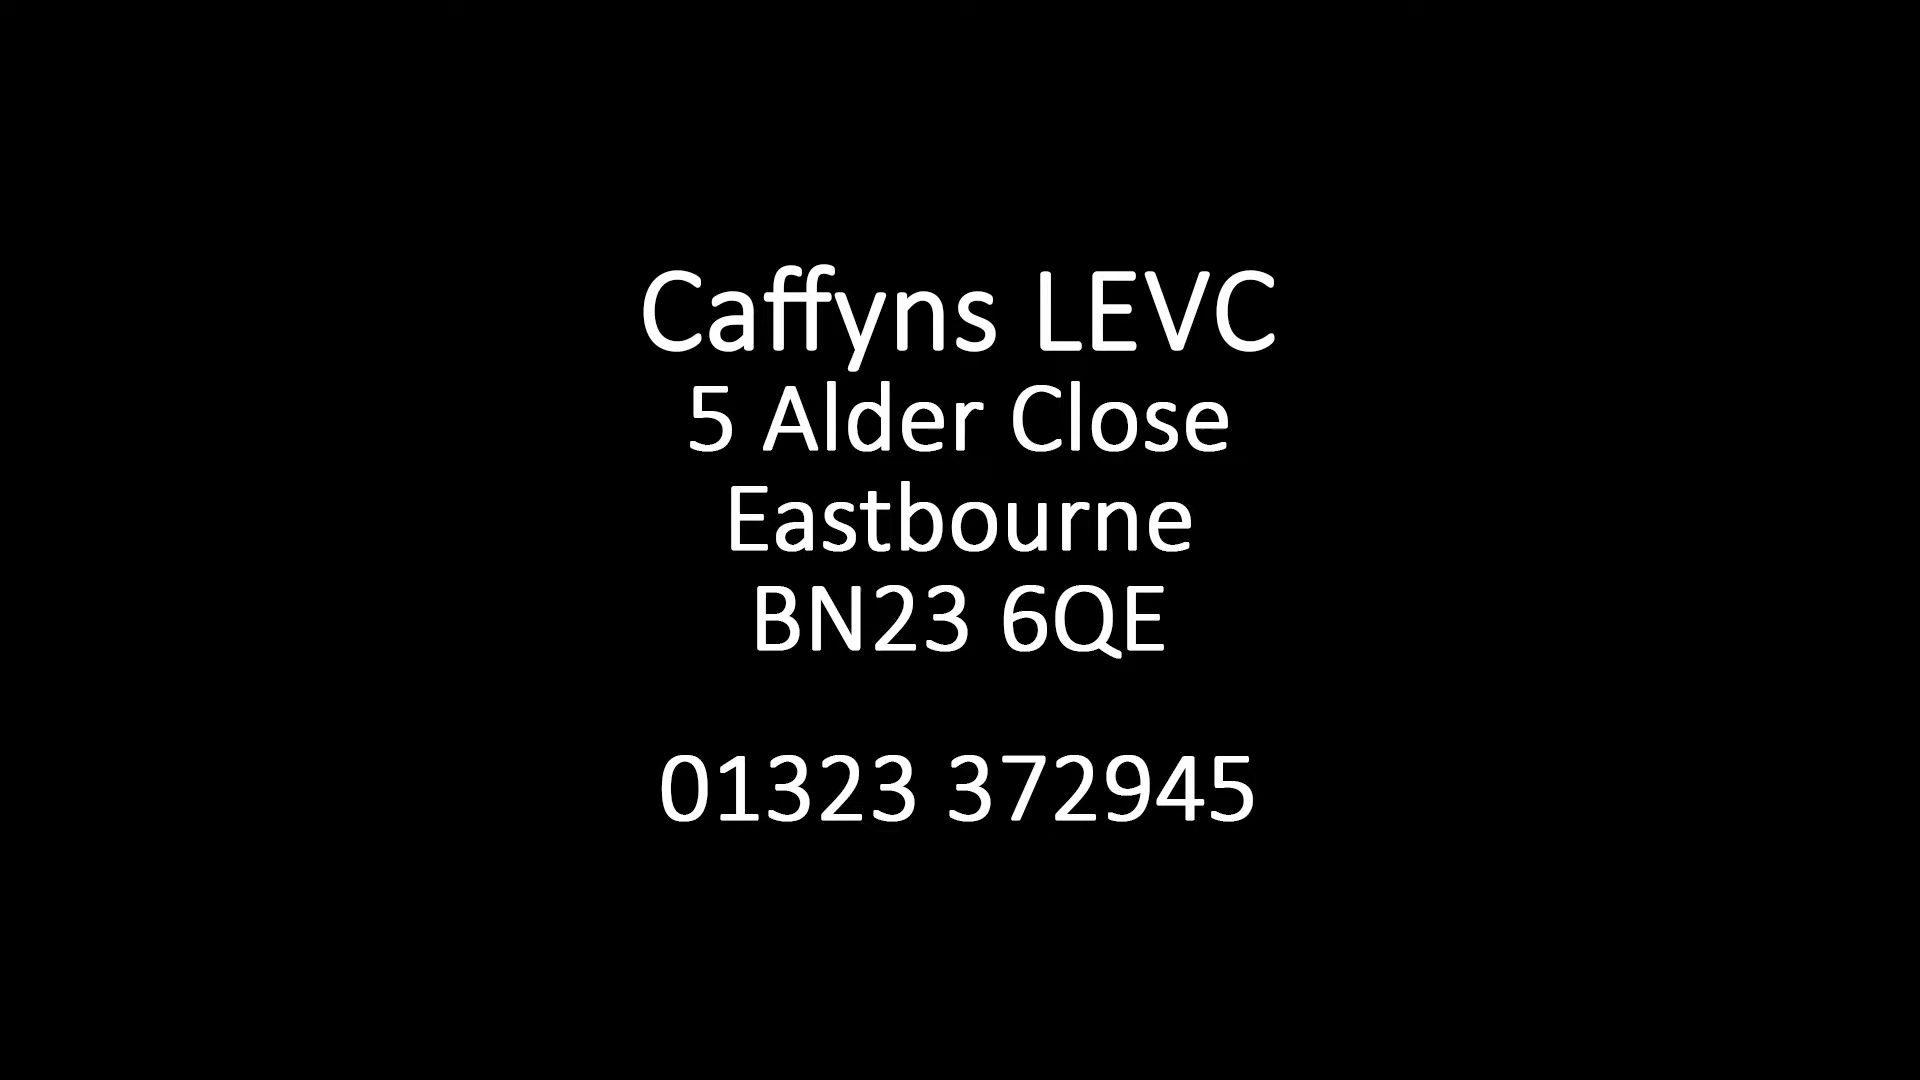 Caffyns LEVC
5 Alder Close
Eastbourne
BN23 6QE
01323 372945